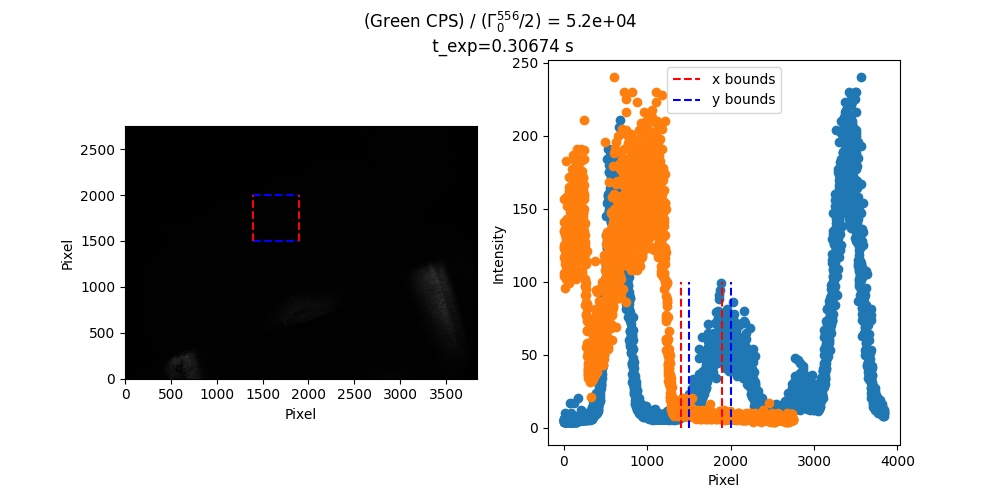 (Green CPS) / (Γ₀⁵⁵⁶/2) = 5.2e+04
t_exp=0.30674 s
Pixel
2500
2000
1500
1000
500
0
0 500 1000 1500 2000 2500 3000 3500
Pixel
Intensity
250
200
150
100
50
0
x bounds
y bounds
0 1000 2000 3000 4000
Pixel